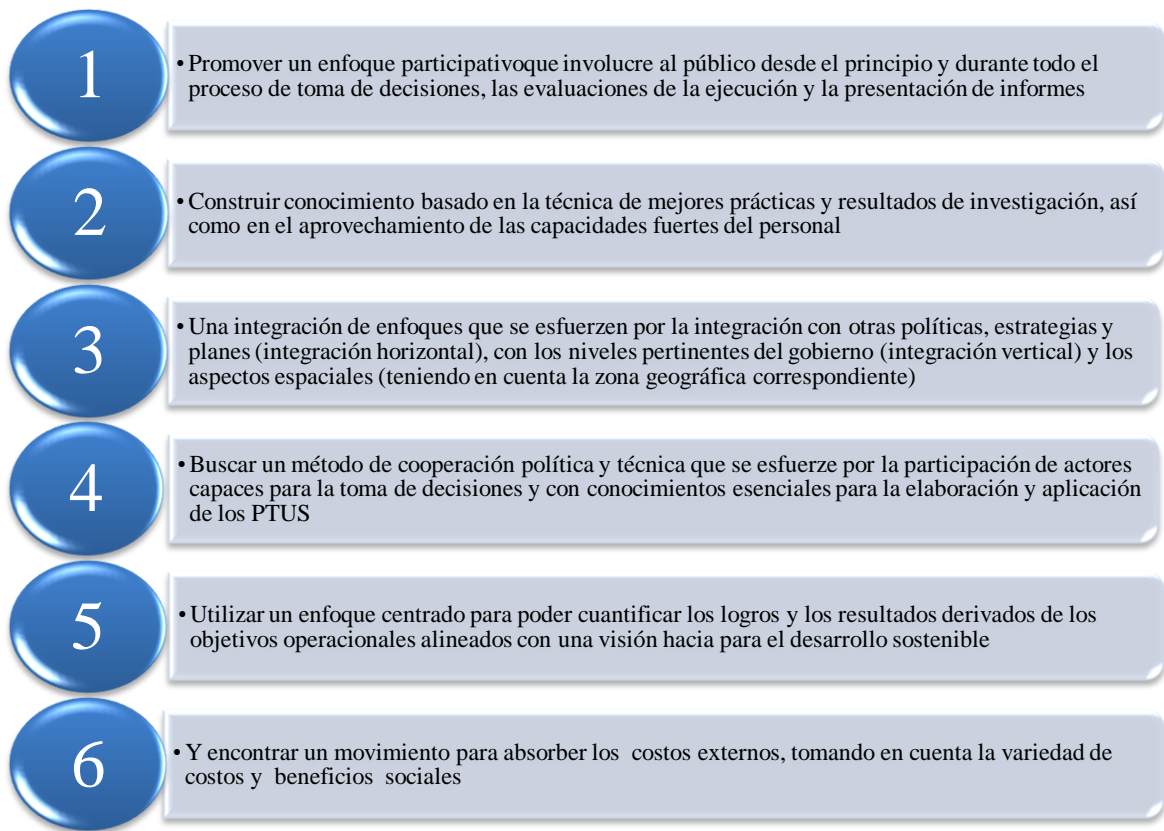 1
• Promover un enfoque participativoque involucre al público desde el principio y durante todo el
proceso de toma de decisiones, las evaluaciones de la ejecución y la presentación de informes
2
• Construir conocimiento basado en la técnica de mejores prácticas y resultados de investigación, así
como en el aprovechamiento de las capacidades fuertes del personal
3
• Una integración de enfoques que se esfuerzen por la integración con otras políticas, estrategias y
planes (integración horizontal), con los niveles pertinentes del gobierno (integración vertical) y los
aspectos espaciales (teniendo en cuenta la zona geográfica correspondiente)
4
• Buscar un método de cooperación política y técnica que se esfuerze por la participación de actores
capaces para la toma de decisiones y con conocimientos esenciales para la elaboración y aplicación
de los PTUS
5
• Utilizar un enfoque centrado para poder cuantificar los logros y los resultados derivados de los
objetivos operacionales alineados con una visión hacia para el desarrollo sostenible
6
• Y encontrar un movimiento para absorber los costos externos, tomando en cuenta la variedad de
costos y beneficios sociales